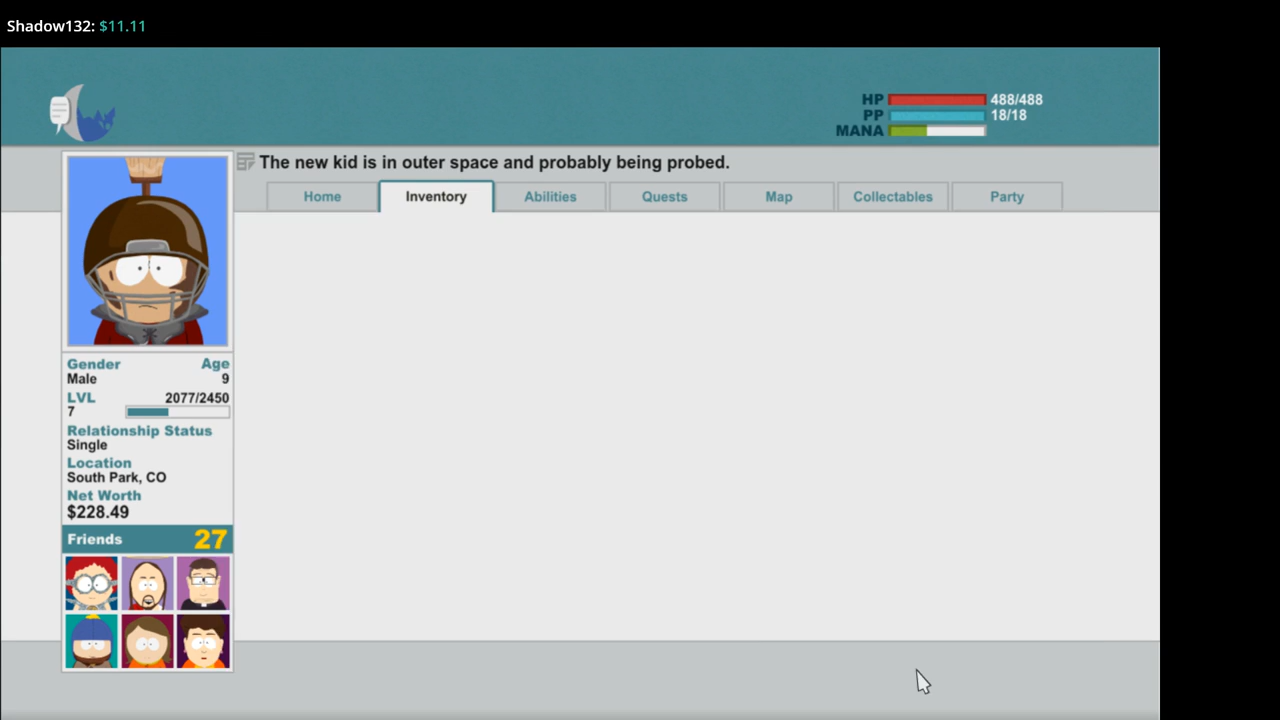 Shadow132: $11.11
HP 488/488
PP 18/18
MANA
The new kid is in outer space and probably being probed.
Home Inventory Abilities Quests Map Collectables Party
Gender Age
Male 9
LVL 2077/2450
7
Relationship Status
Single
Location
South Park, CO
Net Worth
$228.49
Friends 27